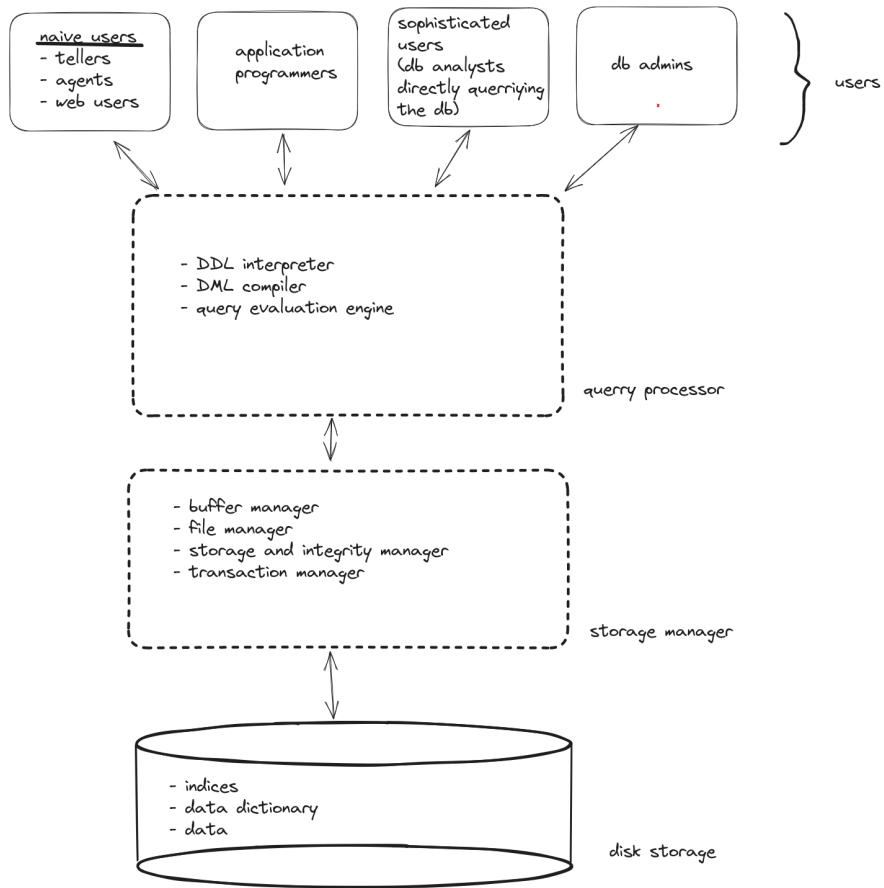 naive users
- tellers
- agents
- web users
application
programmers
sophisticated
users
(db analysts
directly querriying
the db)
db admins
users
- DDL interpreter
- DML compiler
- query evaluation engine
querry processor
- buffer manager
- file manager
- storage and integrity manager
- transaction manager
storage manager
- indices
- data dictionary
- data
disk storage